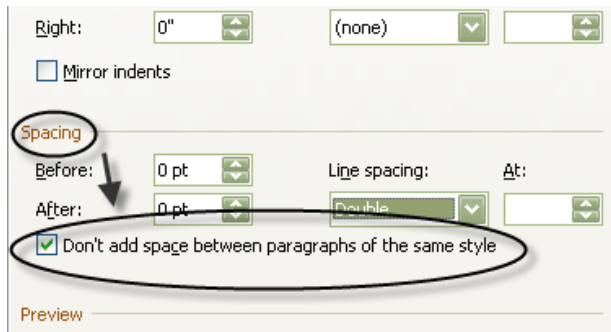 Right: 0" (none)
Mirror indents
Spacing
Before: 0 pt Line spacing: At:
After: 0 pt Double
Don't add space between paragraphs of the same style
Preview